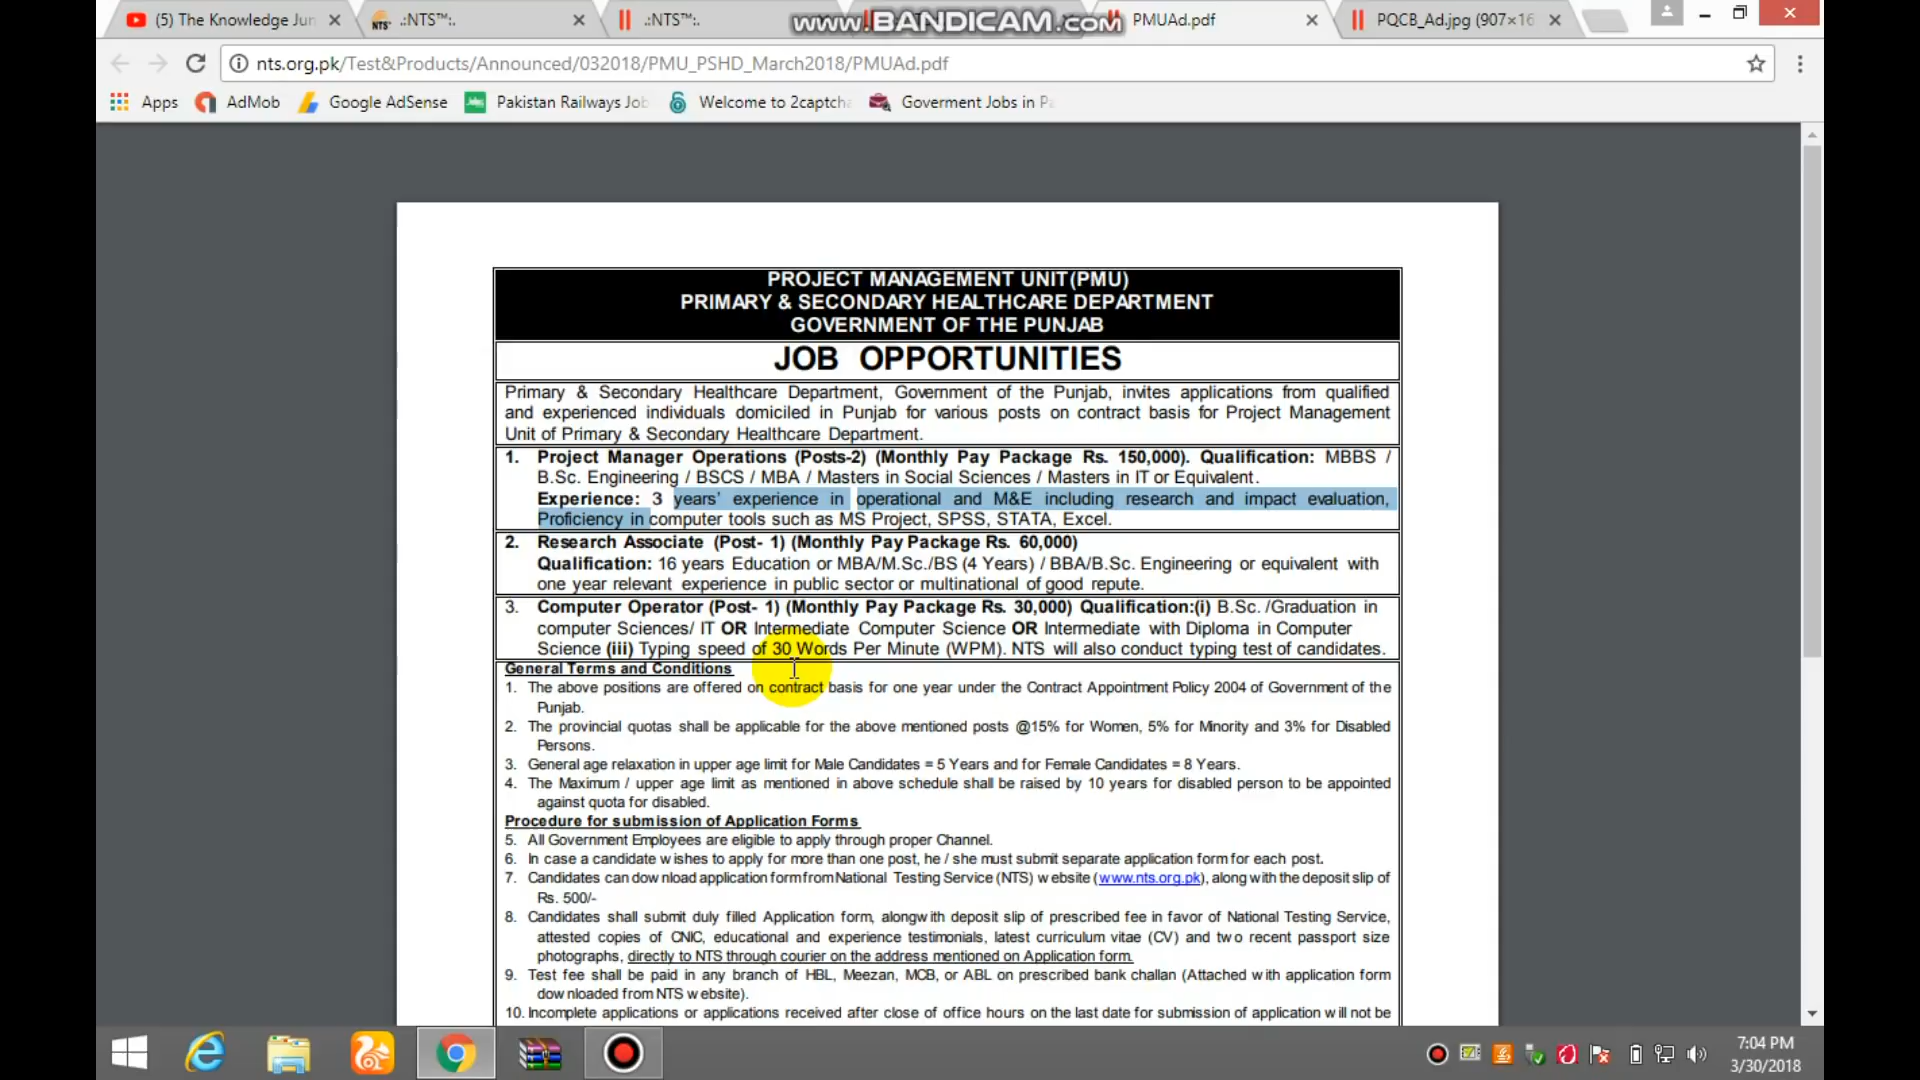 (5) The Knowledge Jun
.:NTS™:.
.:NTS™:.
www.BANDICAM.com
PMUAd.pdf
PQCB_Ad.jpg (907×16
nts.org.pk/Test&Products/Announced/032018/PMU_PSHD_March2018/PMUAd.pdf
Apps
AdMob
Google AdSense
Pakistan Railways Job
Welcome to 2captcha
Goverment Jobs in Pa
PROJECT MANAGEMENT UNIT(PMU)
PRIMARY & SECONDARY HEALTHCARE DEPARTMENT
GOVERNMENT OF THE PUNJAB
JOB OPPORTUNITIES
Primary & Secondary Healthcare Department, Government of the Punjab, invites applications from qualified
and experienced individuals domiciled in Punjab for various posts on contract basis for Project Management
Unit of Primary & Secondary Healthcare Department.
1. Project Manager Operations (Posts-2) (Monthly Pay Package Rs. 150,000). Qualification: MBBS /
B.Sc. Engineering / BSCS / MBA / Masters in Social Sciences / Masters in IT or Equivalent.
Experience: 3 years' experience in operational and M&E including research and impact evaluation,
Proficiency in computer tools such as MS Project, SPSS, STATA, Excel.
2. Research Associate (Post- 1) (Monthly Pay Package Rs. 60,000)
Qualification: 16 years Education or MBA/M.Sc./BS (4 Years) / BBA/B.Sc. Engineering or equivalent with
one year relevant experience in public sector or multinational of good repute.
3. Computer Operator (Post- 1) (Monthly Pay Package Rs. 30,000) Qualification:(i) B.Sc. /Graduation in
computer Sciences/ IT OR Intermediate Computer Science OR Intermediate with Diploma in Computer
Science (iii) Typing speed of 30 Words Per Minute (WPM). NTS will also conduct typing test of candidates.
General Terms and Conditions
1. The above positions are offered on contract basis for one year under the Contract Appointment Policy 2004 of Government of the
Punjab.
2. The provincial quotas shall be applicable for the above mentioned posts @15% for Women, 5% for Minority and 3% for Disabled
Persons.
3. General age relaxation in upper age limit for Male Candidates = 5 Years and for Female Candidates = 8 Years.
4. The Maximum / upper age limit as mentioned in above schedule shall be raised by 10 years for disabled person to be appointed
against quota for disabled.
Procedure for submission of Application Forms
5. All Government Employees are eligible to apply through proper Channel.
6. In case a candidate wishes to apply for more than one post, he / she must submit separate application form for each post.
7. Candidates can download application form from National Testing Service (NTS) website (www.nts.org.pk), along with the deposit slip of
Rs. 500/-
8. Candidates shall submit duly filled Application form, alongwith deposit slip of prescribed fee in favor of National Testing Service,
attested copies of CNIC, educational and experience testimonials, latest curriculum vitae (CV) and two recent passport size
photographs, directly to NTS through courier on the address mentioned on Application form.
9. Test fee shall be paid in any branch of HBL, Meezan, MCB, or ABL on prescribed bank challan (Attached with application form
downloaded from NTS website).
10. Incomplete applications or applications received after close of office hours on the last date for submission of application will not be
7:04 PM
3/30/2018